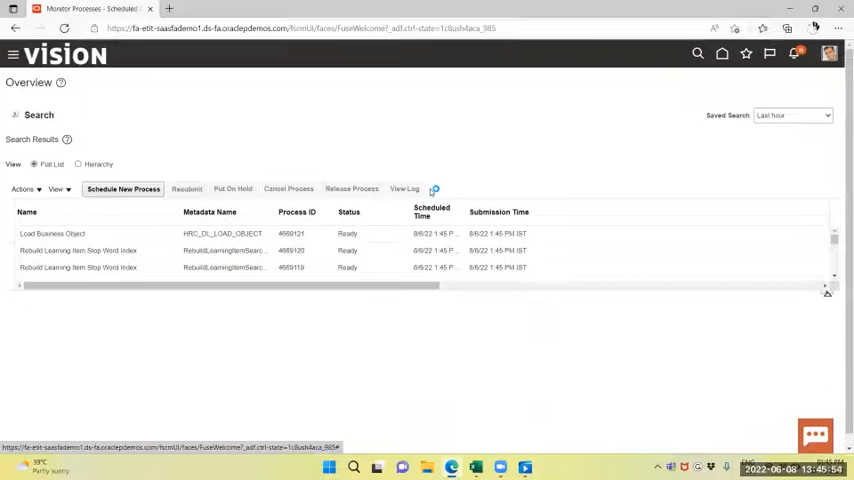 Monitor Processes - Scheduled P
https://fa-etit-saasfademo1.ds-fa.oraclepdemos.com/fscmUI/faces/FuseWelcome?_adf.ctrl-state=1c8ush4aca_985
VISION
11
Overview
Search
Saved Search Last hour
Search Results
View Flat List Hierarchy
Actions View Schedule New Process Resubmit Put On Hold Cancel Process Release Process View Log
Name Metadata Name Process ID Status Scheduled Time Submission Time
Load Business Object HRC_DL_LOAD_OBJECT 4659121 Ready 8/6/22 1:45 P... 8/6/22 1:45 PM IST
Rebuild Learning Item Stop Word Index RebuildLearningItemSearc... 4659120 Ready 8/6/22 1:45 P... 8/6/22 1:45 PM IST
Rebuild Learning Item Stop Word Index RebuildLearningItemSearc... 4659119 Ready 8/6/22 1:45 P... 8/6/22 1:45 PM IST
https://fa-etit-saasfademo1.ds-fa.oraclepdemos.com/fscmUI/faces/FuseWelcome?_adf.ctrl-state=1c8ush4aca_985#
39°C
Partly sunny
2022-06-08 13:45:54